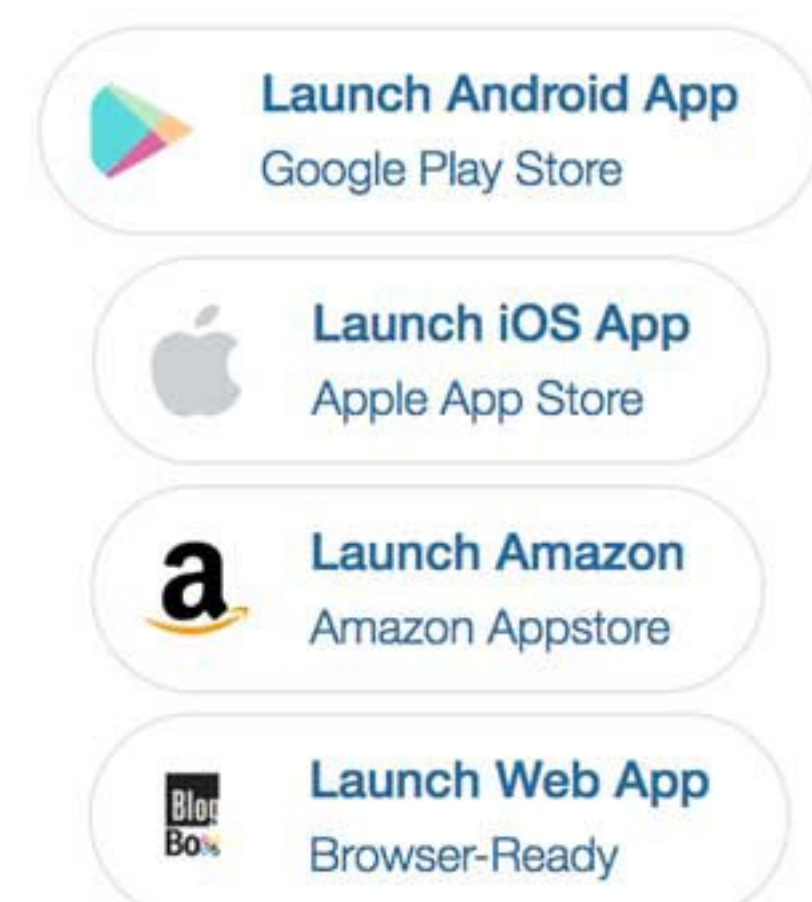 Launch Android App
Google Play Store
Launch iOS App
Apple App Store
Launch Amazon
Amazon Appstore
Launch Web App
Browser-Ready